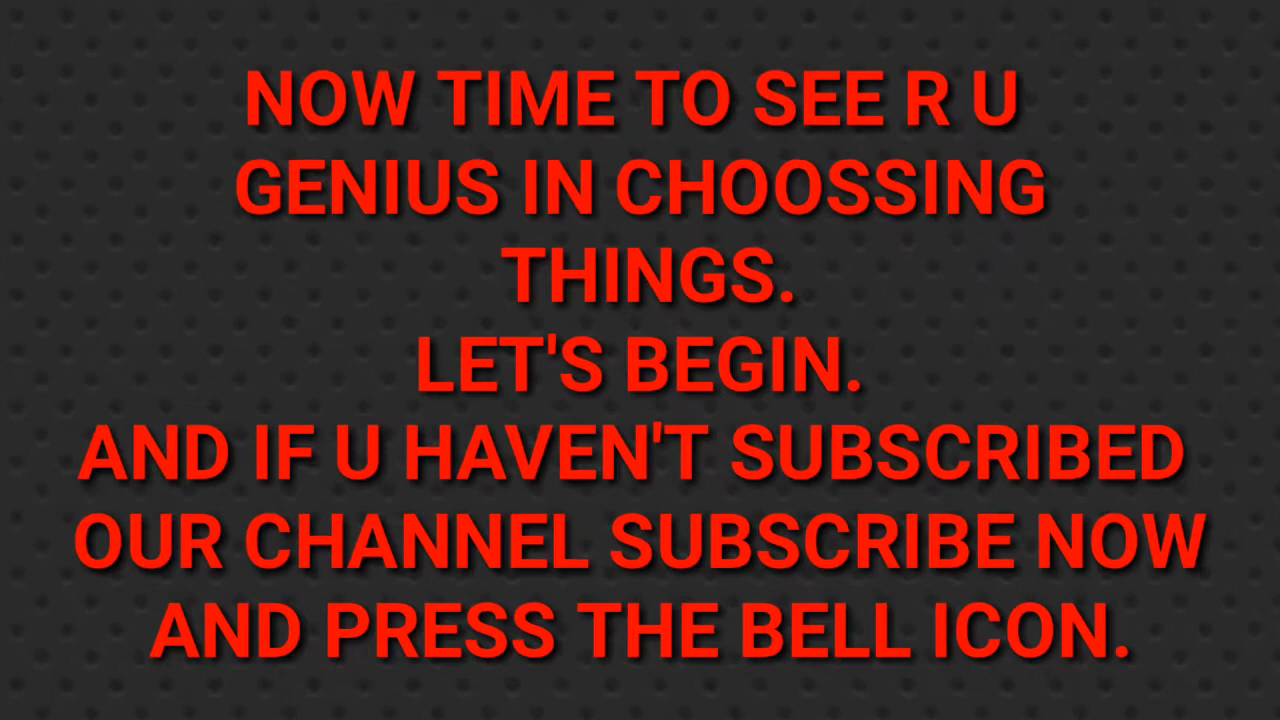 NOW TIME TO SEE R U
GENIUS IN CHOOSSING
THINGS.
LET'S BEGIN.
AND IF U HAVEN'T SUBSCRIBED
OUR CHANNEL SUBSCRIBE NOW
AND PRESS THE BELL ICON.